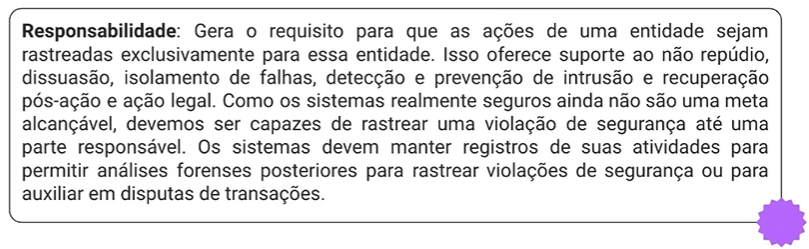 Responsabilidade: Gera o requisito para que as ações de uma entidade sejam
rastreadas exclusivamente para essa entidade. Isso oferece suporte ao não repúdio,
dissuasão, isolamento de falhas, detecção e prevenção de intrusão e recuperação
pós-ação e ação legal. Como os sistemas realmente seguros ainda não são uma meta
alcançável, devemos ser capazes de rastrear uma violação de segurança até uma
parte responsável. Os sistemas devem manter registros de suas atividades para
permitir análises forenses posteriores para rastrear violações de segurança ou para
auxiliar em disputas de transações.